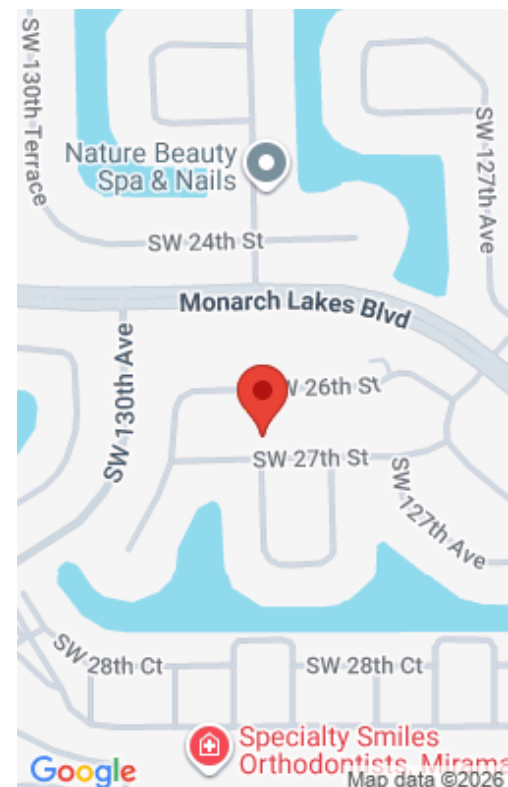 SW 130th Terrace
Nature Beauty
Spa & Nails
SW 127th Ave
SW 24th St
Monarch Lakes Blvd
SW 130th Ave
W 26th St
SW 27th St
SW 127th Ave
SW 28th Ct
SW 28th Ct
Specialty Smiles
Orthodontists, Mirama
Google
Map data ©2026